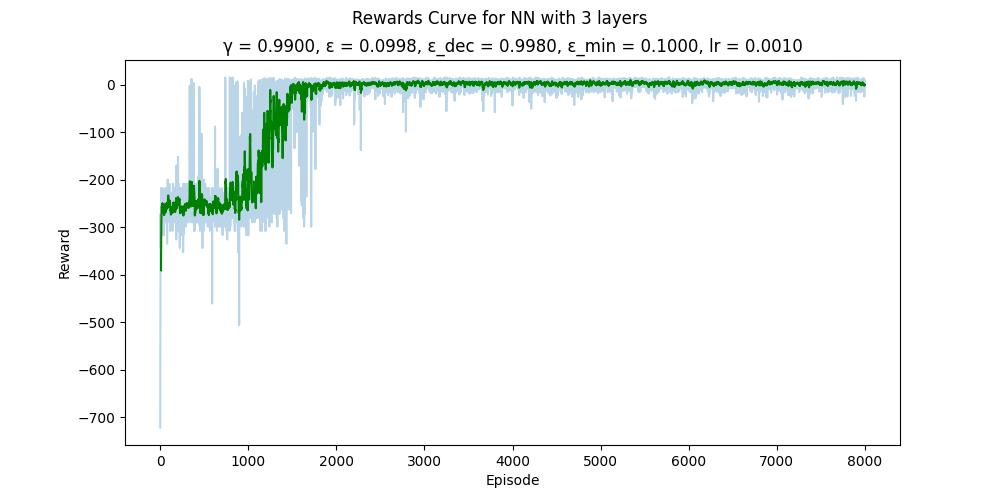 Rewards Curve for NN with 3 layers
γ = 0.9900, ε = 0.0998, ε_dec = 0.9980, ε_min = 0.1000, lr = 0.0010
0
−100
−200
−300
−400
−500
−600
−700
Reward
0 1000 2000 3000 4000 5000 6000 7000 8000
Episode